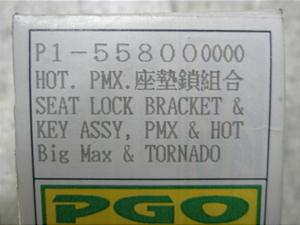 P1-558000000
HOT. PMX.座墊鎖組合
SEAT LOCK BRACKET &
KEY ASSY, PMX & HOT
Big Max & TORNADO
PGO